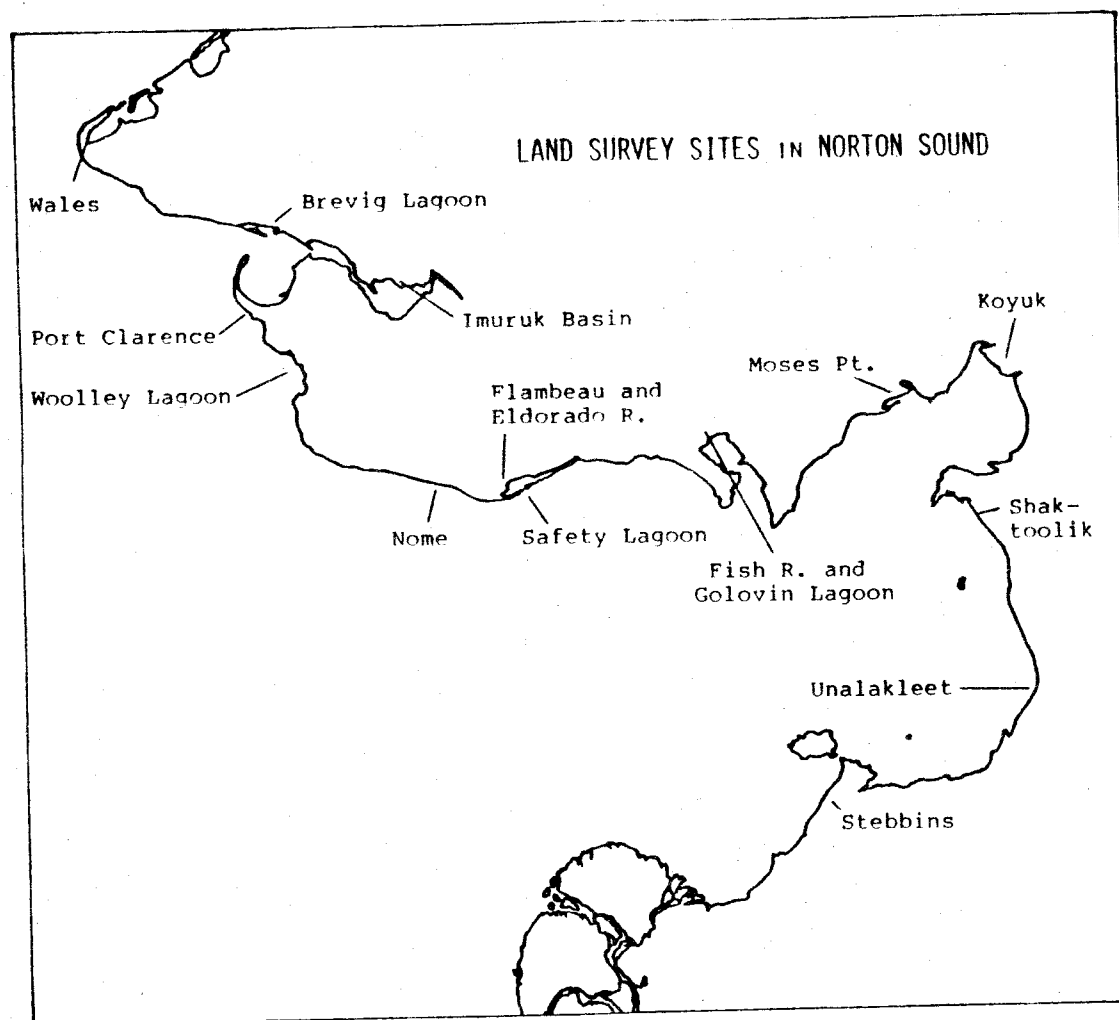 LAND SURVEY SITES IN NORTON SOUND
Wales
Brevig Lagoon
Imuruk Basin
Koyuk
Port Clarence
Moses Pt.
Woolley Lagoon
Flambeau and
Eldorado R.
Shak-
toolik
Nome
Safety Lagoon
Fish R. and
Golovin Lagoon
Unalakleet
Stebbins